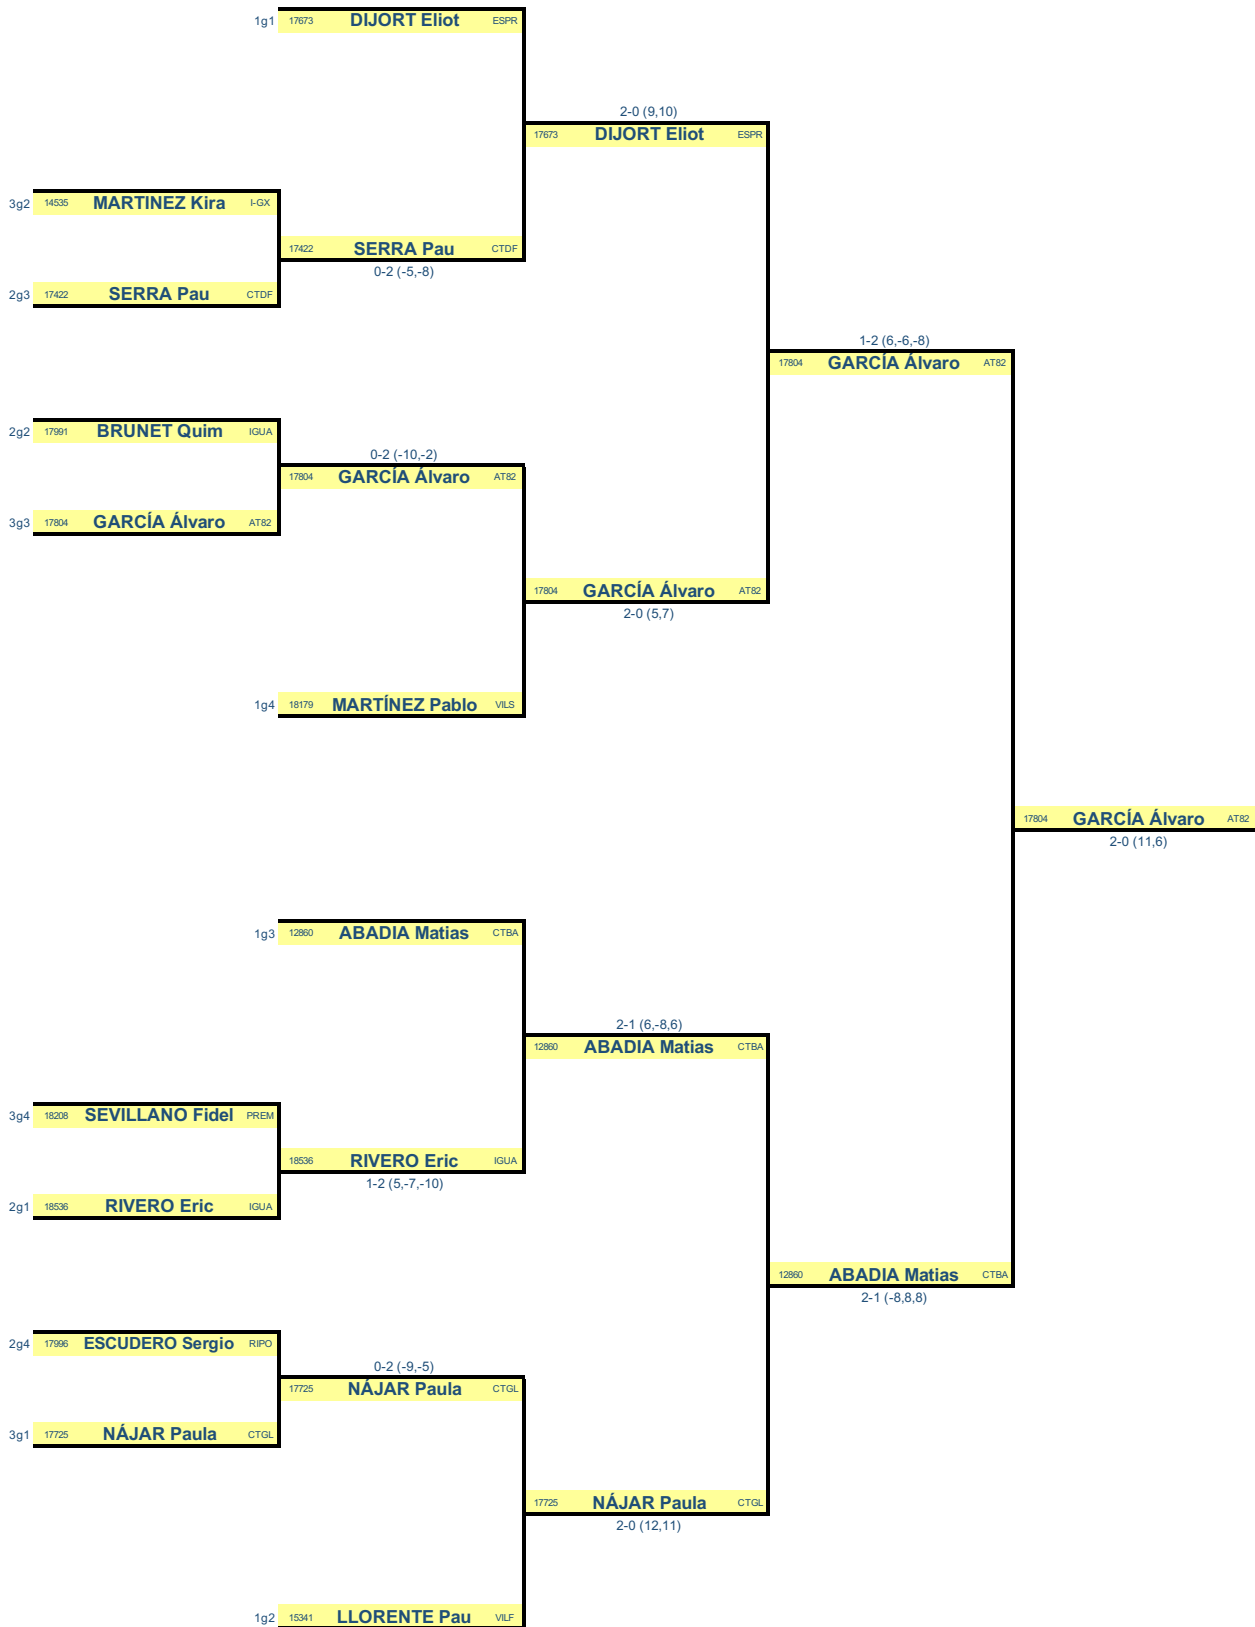 1g1 17673 DIJORT Eliot ESPR
2-0 (9,10)
17673 DIJORT Eliot ESPR
3g2 14535 MARTINEZ Kira I-GX
17422 SERRA Pau CTDF
0-2 (-5,-8)
2g3 17422 SERRA Pau CTDF
1-2 (6,-6,-8)
17804 GARCÍA Álvaro AT82
2g2 17991 BRUNET Quim IGUA
0-2 (-10,-2)
17804 GARCÍA Álvaro AT82
3g3 17804 GARCÍA Álvaro AT82
17804 GARCÍA Álvaro AT82
2-0 (5,7)
1g4 18179 MARTÍNEZ Pablo VILS
17804 GARCÍA Álvaro AT82
2-0 (11,6)
1g3 12860 ABADIA Matias CTBA
2-1 (6,-8,6)
12860 ABADIA Matias CTBA
3g4 18208 SEVILLANO Fidel PREM
18536 RIVERO Eric IGUA
1-2 (5,-7,-10)
2g1 18536 RIVERO Eric IGUA
12860 ABADIA Matias CTBA
2-1 (-8,8,8)
2g4 17996 ESCUDERO Sergio RIPO
0-2 (-9,-5)
17725 NÁJAR Paula CTGL
3g1 17725 NÁJAR Paula CTGL
17725 NÁJAR Paula CTGL
2-0 (12,11)
1g2 15341 LLORENTE Pau VILF